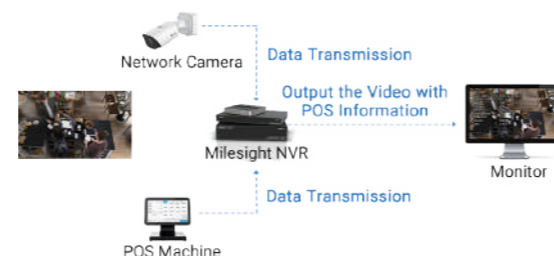 Network Camera
Data Transmission
Output the Video with
POS Information
Milesight NVR
Monitor
Data Transmission
POS Machine